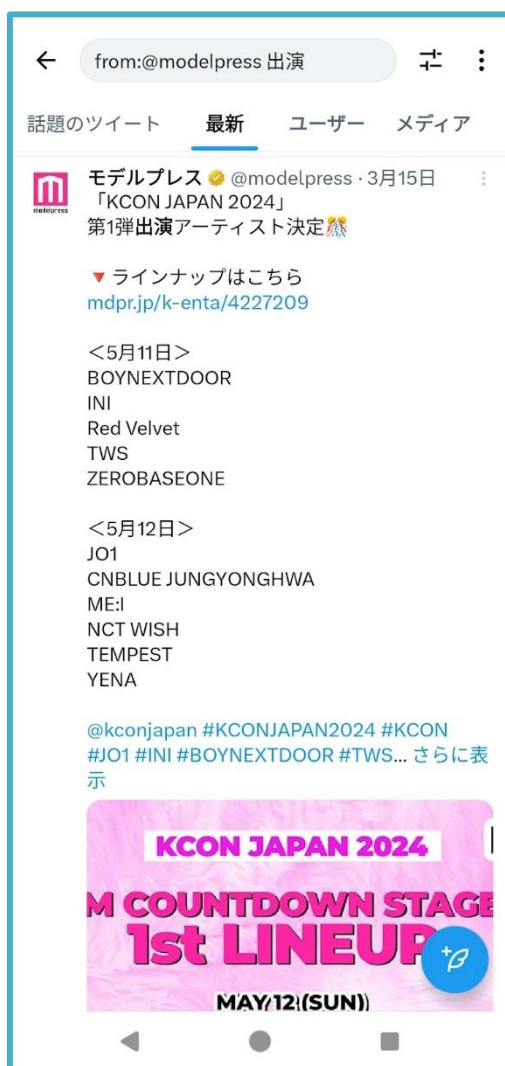 from:@modelpress 出演
話題のツイート 最新 ユーザー メディア
modelpress
モデルプレス @modelpress · 3月15日
「KCON JAPAN 2024」
第1弾出演アーティスト決定🎊
🔻ラインナップはこちら
mdpr.jp/k-enta/4227209
＜5月11日＞
BOYNEXTDOOR
INI
Red Velvet
TWS
ZEROBASEONE
＜5月12日＞
JO1
CNBLUE JUNGYONGHWA
ME:I
NCT WISH
TEMPEST
YENA
@kconjapan #KCONJAPAN2024 #KCON
#JO1 #INI #BOYNEXTDOOR #TWS... さらに表
示
KCON JAPAN 2024
M COUNTDOWN STAGE
1st LINEUP
MAY 12 (SUN)